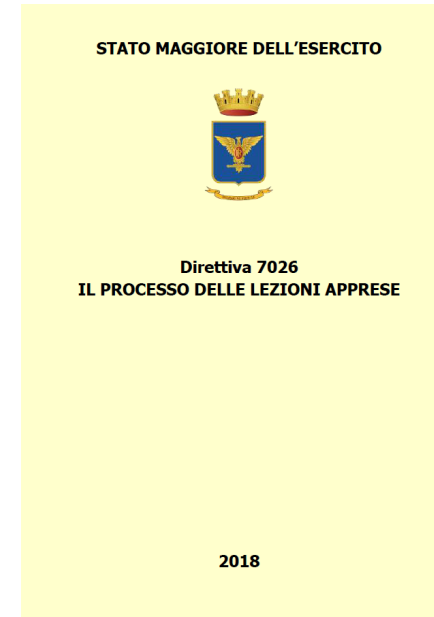 STATO MAGGIORE DELL’ESERCITO
Direttiva 7026
IL PROCESSO DELLE LEZIONI APPRESE
2018